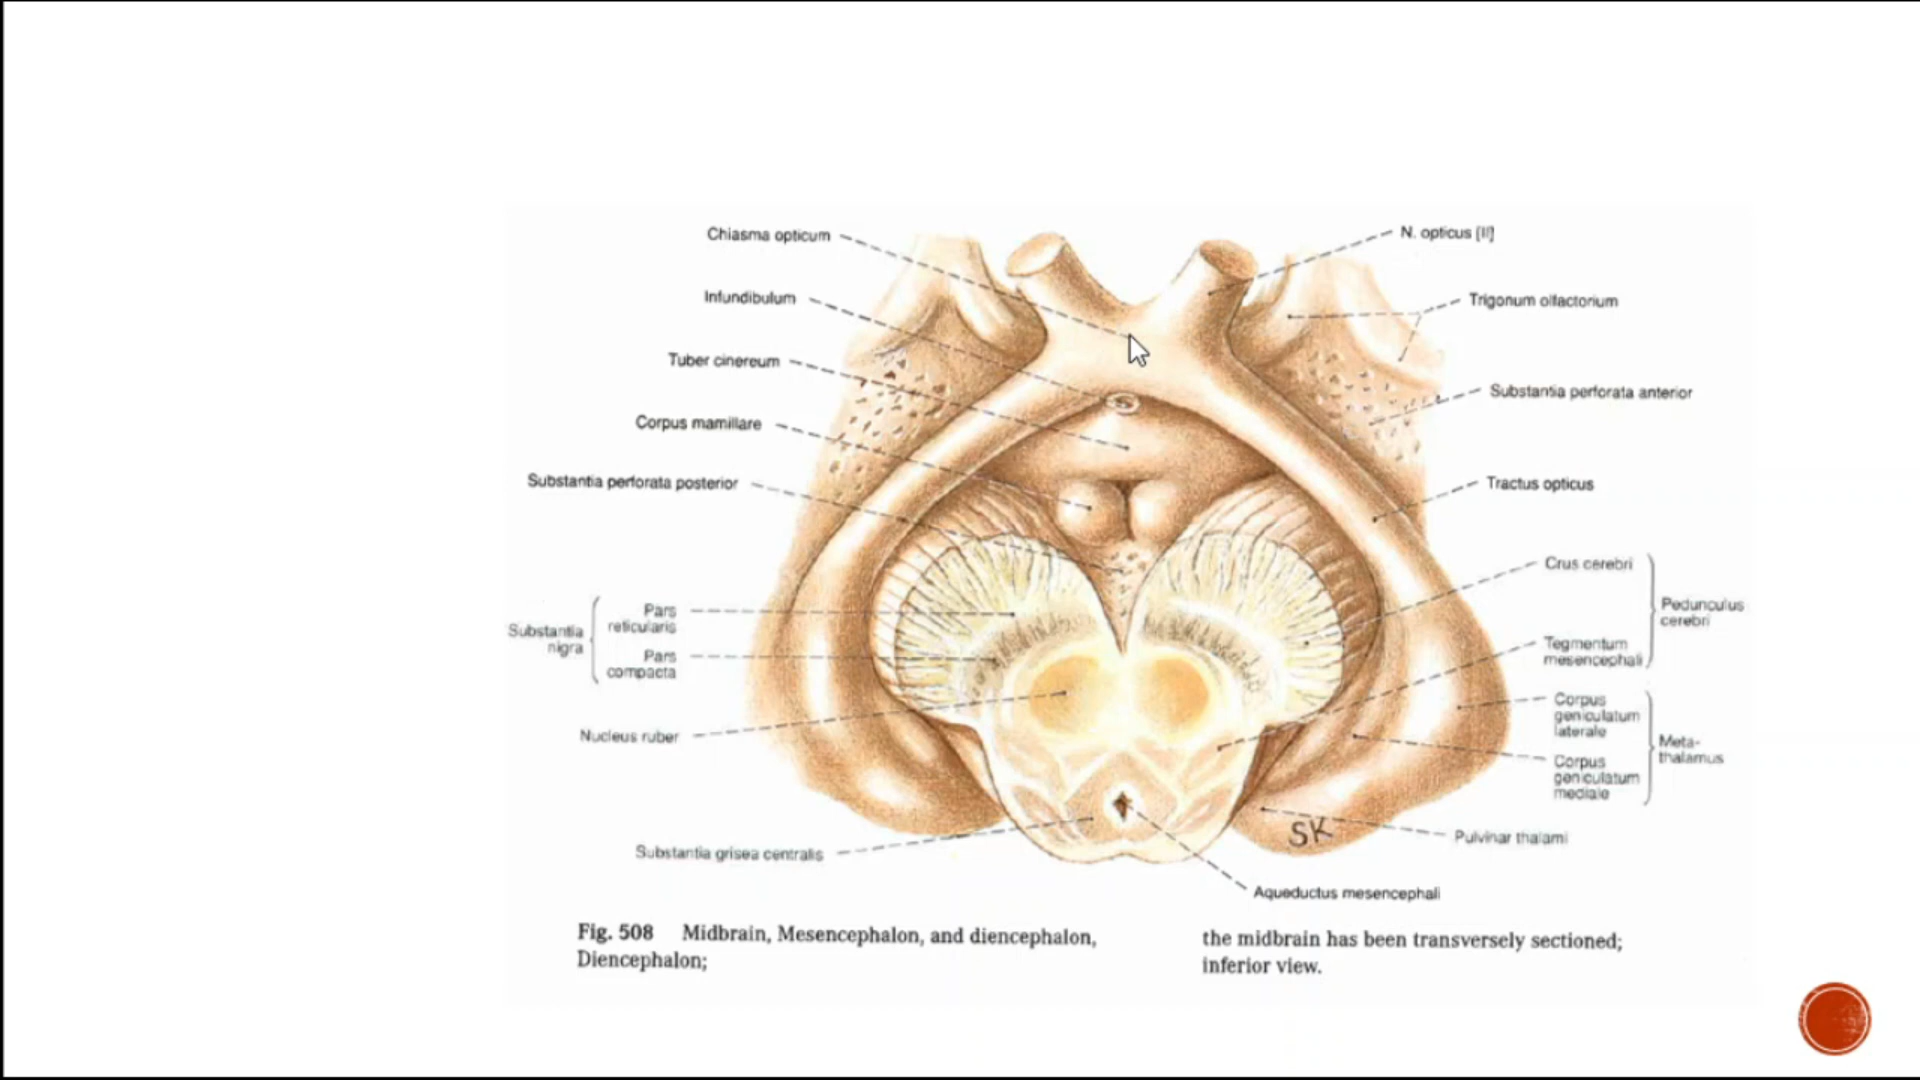 Chiasma opticum
Infundibulum
Tuber cinereum
Corpus mamillare
Substantia perforata posterior
Substantia
nigra
Pars
reticularis
Pars
compacta
Nucleus ruber
Substantia grisea centralis
N. opticus [II]
Trigonum olfactorium
Substantia perforata anterior
Tractus opticus
Crus cerebri
Tegmentum
mesencephali
Pedunculus
cerebri
Corpus
geniculatum
laterale
Corpus
geniculatum
mediale
Meta-
thalamus
Pulvinar thalami
Aqueductus mesencephali
SK
Fig. 508 Midbrain, Mesencephalon, and diencephalon,
Diencephalon;
the midbrain has been transversely sectioned;
inferior view.